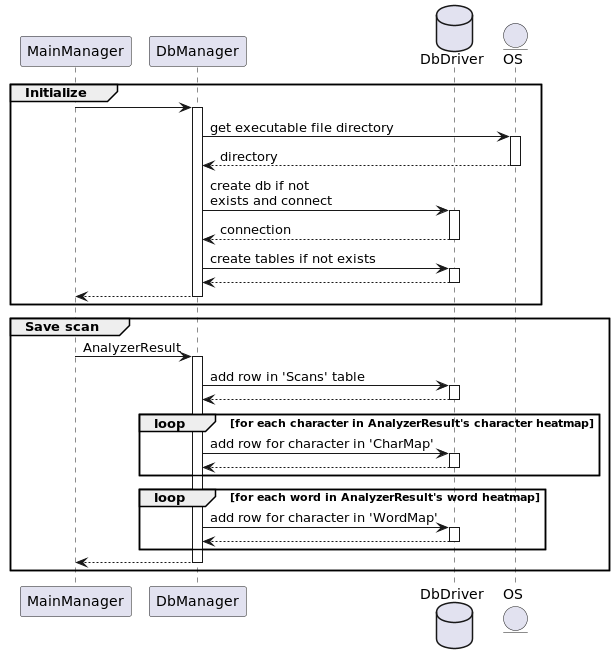 MainManager
DbManager
DbDriver
OS
Initialize
get executable file directory
directory
create db if not
exists and connect
connection
create tables if not exists
Save scan
AnalyzerResult
add row in 'Scans' table
loop [for each character in AnalyzerResult's character heatmap]
add row for character in 'CharMap'
loop [for each word in AnalyzerResult's word heatmap]
add row for character in 'WordMap'
MainManager
DbManager
DbDriver
OS